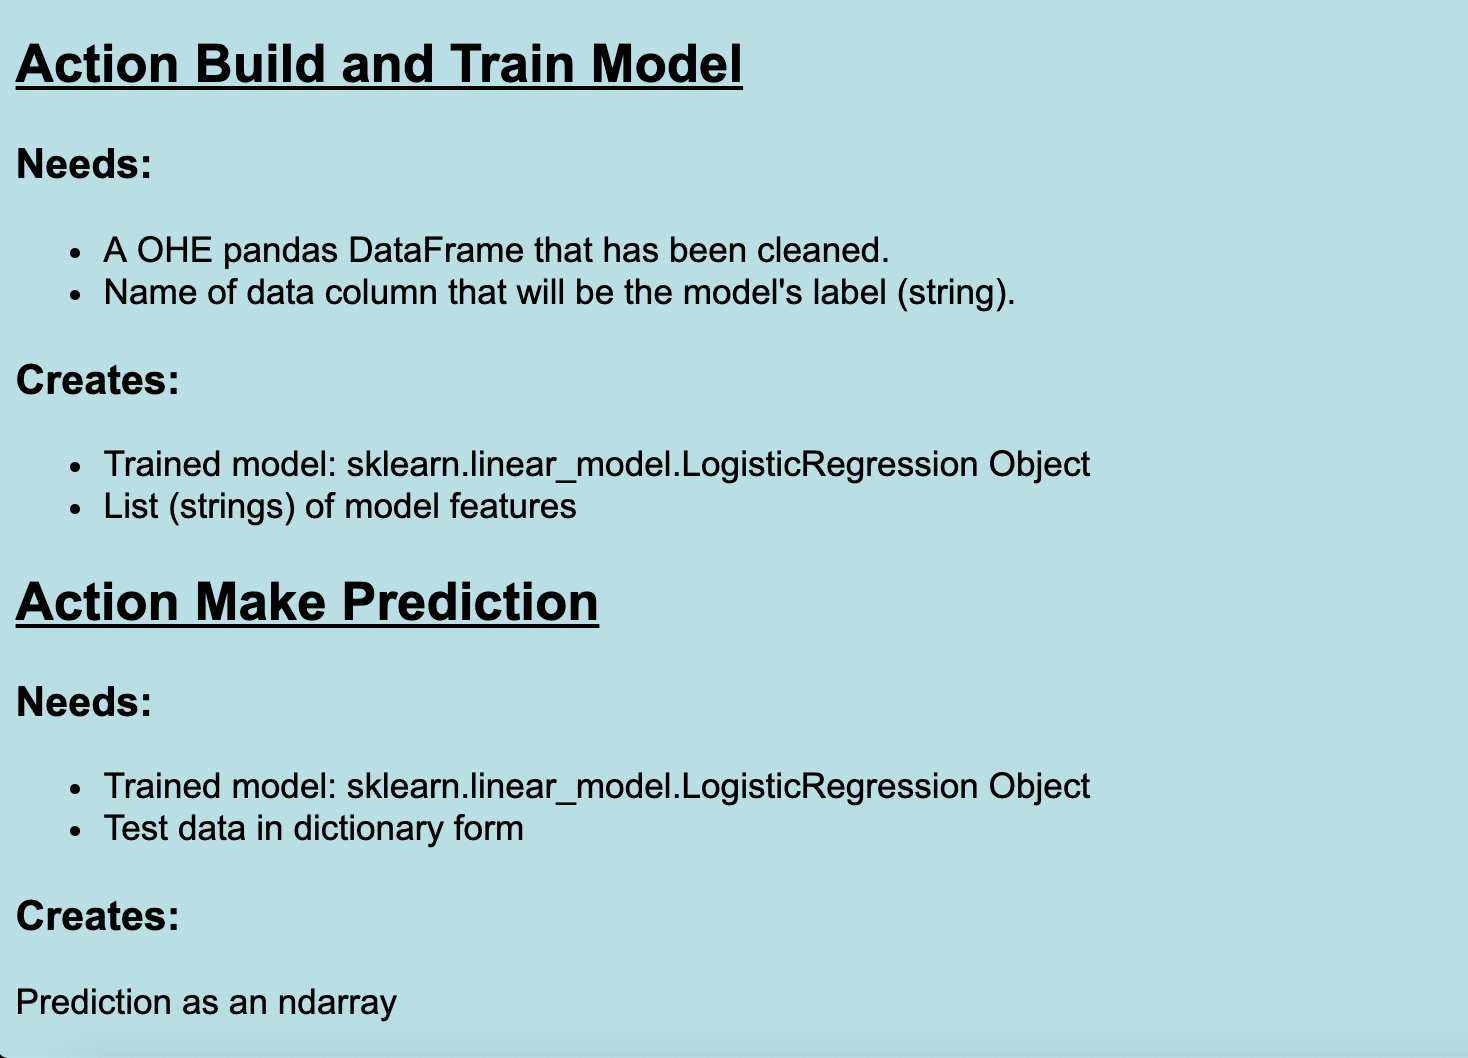 Action Build and Train Model
Needs:
• A OHE pandas DataFrame that has been cleaned.
• Name of data column that will be the model's label (string).
Creates:
• Trained model: sklearn.linear_model.LogisticRegression Object
• List (strings) of model features
Action Make Prediction
Needs:
• Trained model: sklearn.linear_model.LogisticRegression Object
• Test data in dictionary form
Creates:
Prediction as an ndarray